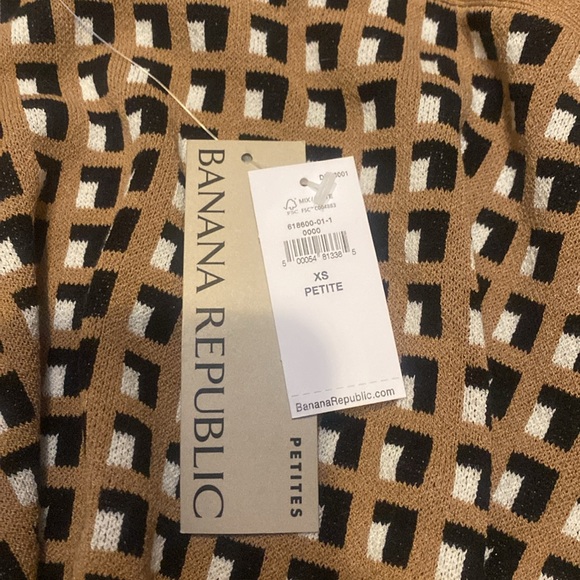 BANANA REPUBLIC
PETITES
618600-01-1
0000
5 00054 81338 5
XS
PETITE
BananaRepublic.com